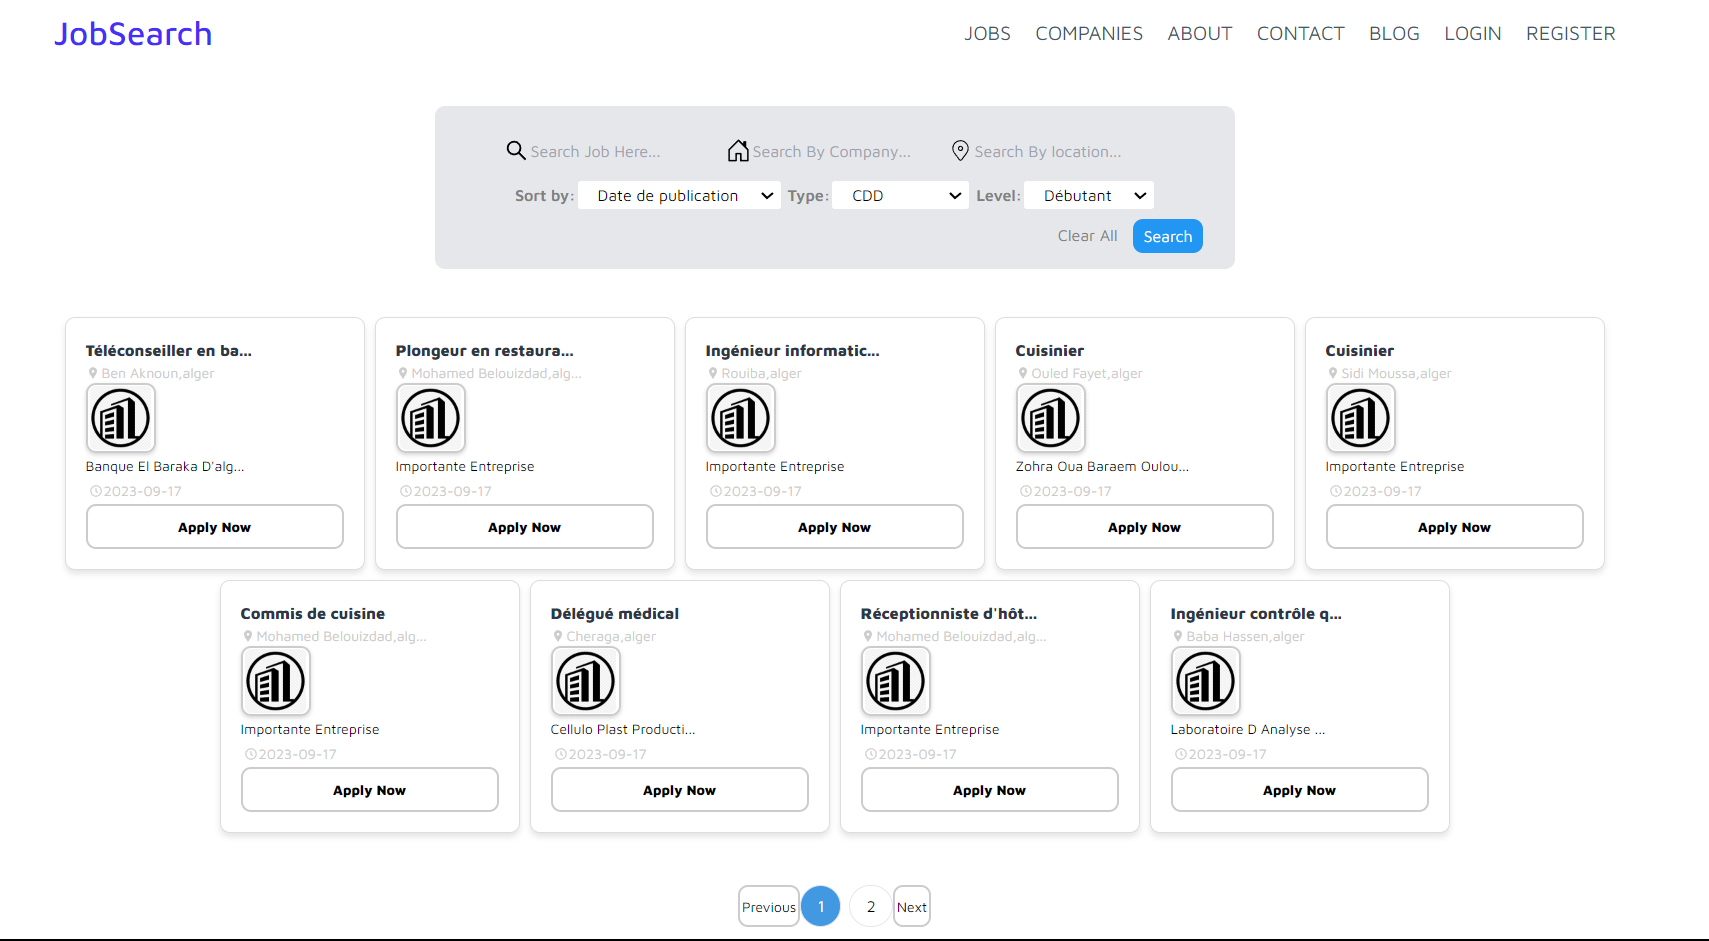 JobSearch
JOBS COMPANIES ABOUT CONTACT BLOG LOGIN REGISTER
Search Job Here... Search By Company... Search By location...
Sort by: Date de publication Type: CDD Level: Débutant
Clear All Search
Téléconseiller en ba...
Ben Aknoun,alger
Banque El Baraka D'alg...
2023-09-17
Apply Now
Plongeur en restaura...
Mohamed Belouizdad,alg...
Importante Entreprise
2023-09-17
Apply Now
Ingénieur informatic...
Rouiba,alger
Importante Entreprise
2023-09-17
Apply Now
Cuisinier
Ouled Fayet,alger
Zohra Oua Baraem Oulou...
2023-09-17
Apply Now
Cuisinier
Sidi Moussa,alger
Importante Entreprise
2023-09-17
Apply Now
Commis de cuisine
Mohamed Belouizdad,alg...
Importante Entreprise
2023-09-17
Apply Now
Délégué médical
Cheraga,alger
Cellulo Plast Producti...
2023-09-17
Apply Now
Réceptionniste d'hôt...
Mohamed Belouizdad,alg...
Importante Entreprise
2023-09-17
Apply Now
Ingénieur contrôle q...
Baba Hassen,alger
Laboratoire D Analyse ...
2023-09-17
Apply Now
Previous 1 2 Next